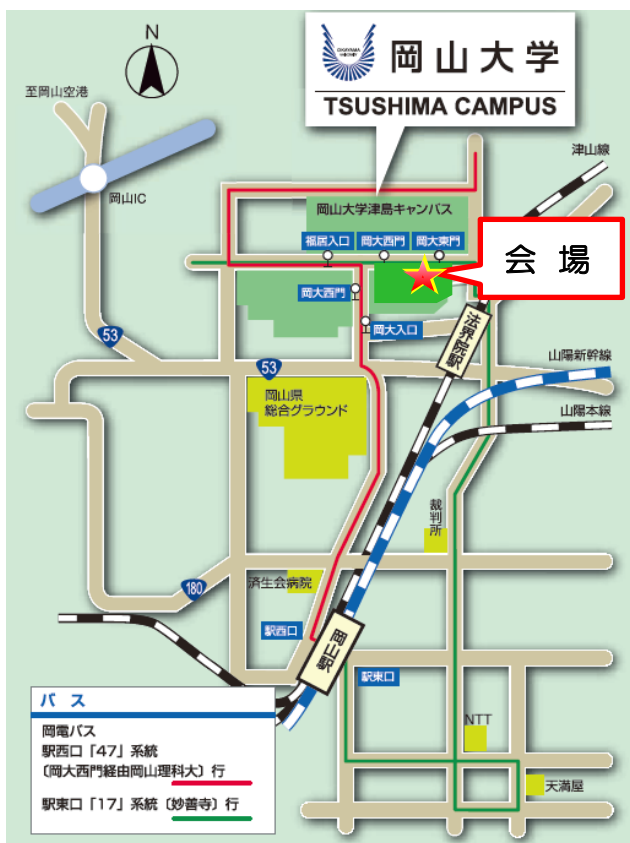 N
至岡山空港
OKAYAMA
岡山大学
TSUSHIMA CAMPUS
津山線
岡山IC
岡山大学津島キャンパス
福居入口
岡大西門
岡大東門
会 場
岡大西門
岡大入口
法界院駅
53
53
山陽新幹線
岡山県
総合グラウンド
山陽本線
裁判所
180
済生会病院
駅西口
岡山駅
駅東口
バ ス
岡電バス
駅西口「47」系統
〔岡大西門経由岡山理科大〕行
駅東口「17」系統〔妙善寺〕行
NTT
天満屋